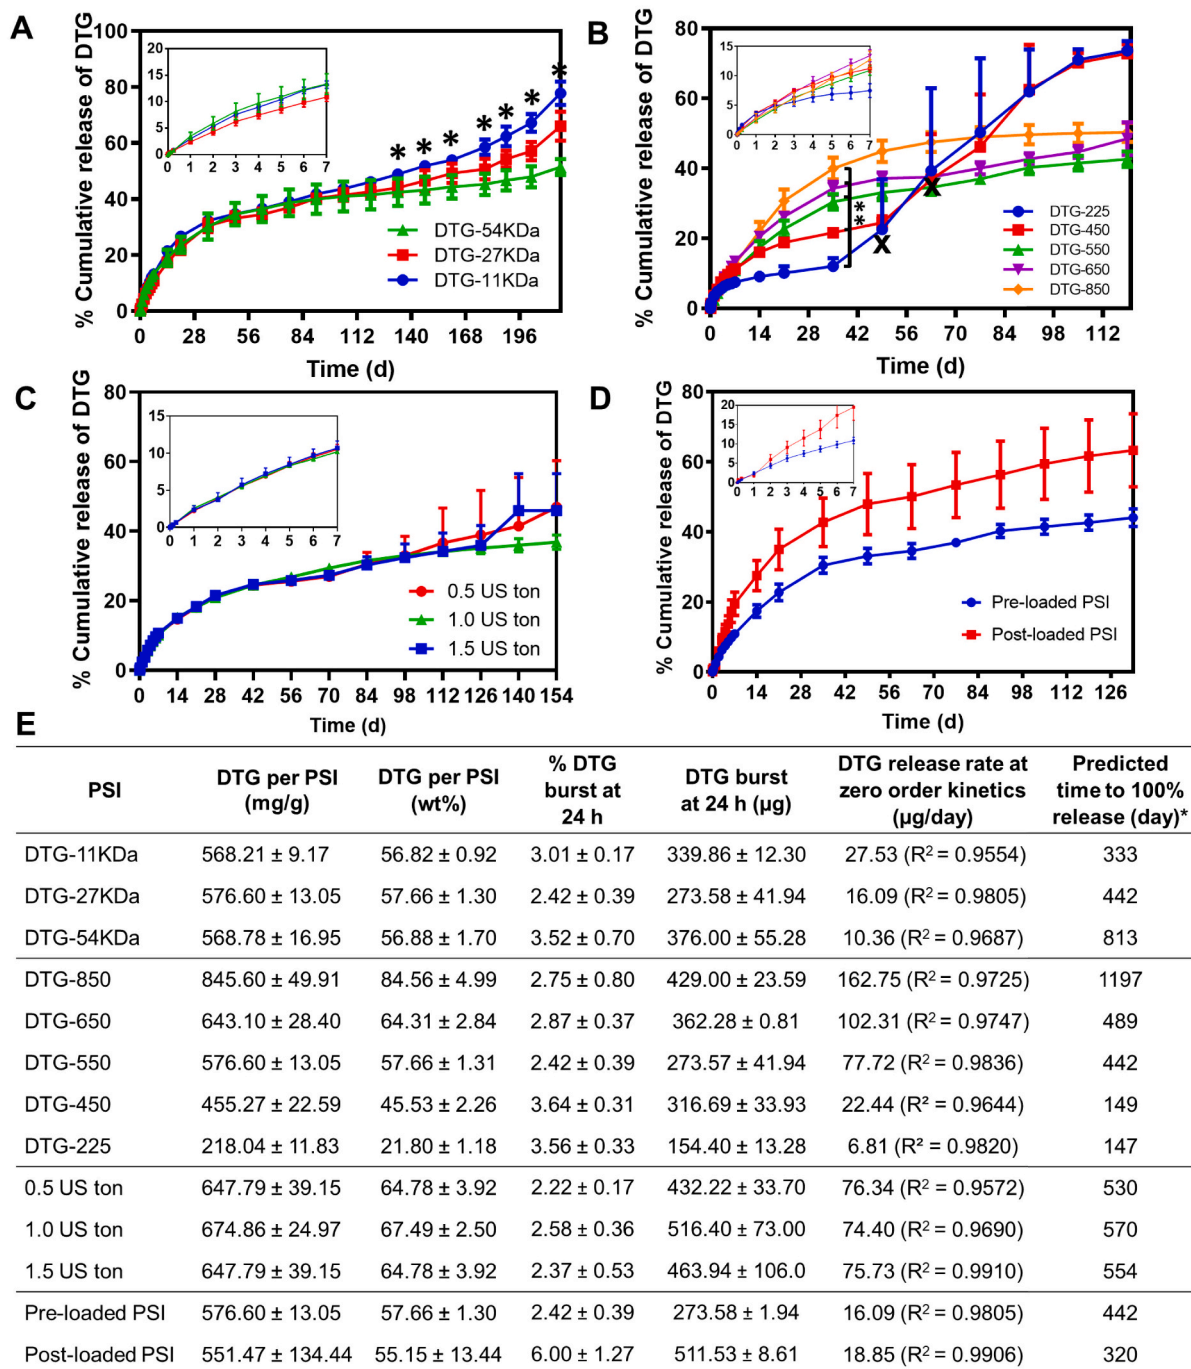 A
% Cumulative release of DTG
100
80
60
40
20
0
20
15
10
5
0
0 1 2 3 4 5 6 7
* * * * * * *
DTG-54KDa
DTG-27KDa
DTG-11KDa
0 28 56 84 112 140 168 196
Time (d)
B
% Cumulative release of DTG
80
60
40
20
0
15
10
5
0
0 1 2 3 4 5 6 7
**
X
X
DTG-225
DTG-450
DTG-550
DTG-650
DTG-850
0 14 28 42 56 70 84 98 112
Time (d)
C
% Cumulative release of DTG
80
60
40
20
0
15
10
5
0
0 1 2 3 4 5 6 7
0.5 US ton
1.0 US ton
1.5 US ton
0 14 28 42 56 70 84 98 112 126 140 154
Time (d)
D
% Cumulative release of DTG
80
60
40
20
0
20
15
10
5
0
0 1 2 3 4 5 6 7
Pre-loaded PSI
Post-loaded PSI
0 14 28 42 56 70 84 98 112 126
Time (d)
E
PSI DTG per PSI (mg/g) DTG per PSI (wt%) % DTG burst at 24 h DTG burst at 24 h (µg) DTG release rate at zero order kinetics (µg/day) Predicted time to 100% release (day)*
DTG-11KDa 568.21 ± 9.17 56.82 ± 0.92 3.01 ± 0.17 339.86 ± 12.30 27.53 (R² = 0.9554) 333
DTG-27KDa 576.60 ± 13.05 57.66 ± 1.30 2.42 ± 0.39 273.58 ± 41.94 16.09 (R² = 0.9805) 442
DTG-54KDa 568.78 ± 16.95 56.88 ± 1.70 3.52 ± 0.70 376.00 ± 55.28 10.36 (R² = 0.9687) 813
DTG-850 845.60 ± 49.91 84.56 ± 4.99 2.75 ± 0.80 429.00 ± 23.59 162.75 (R² = 0.9725) 1197
DTG-650 643.10 ± 28.40 64.31 ± 2.84 2.87 ± 0.37 362.28 ± 0.81 102.31 (R² = 0.9747) 489
DTG-550 576.60 ± 13.05 57.66 ± 1.31 2.42 ± 0.39 273.57 ± 41.94 77.72 (R² = 0.9836) 442
DTG-450 455.27 ± 22.59 45.53 ± 2.26 3.64 ± 0.31 316.69 ± 33.93 22.44 (R² = 0.9644) 149
DTG-225 218.04 ± 11.83 21.80 ± 1.18 3.56 ± 0.33 154.40 ± 13.28 6.81 (R² = 0.9820) 147
0.5 US ton 647.79 ± 39.15 64.78 ± 3.92 2.22 ± 0.17 432.22 ± 33.70 76.34 (R² = 0.9572) 530
1.0 US ton 674.86 ± 24.97 67.49 ± 2.50 2.58 ± 0.36 516.40 ± 73.00 74.40 (R² = 0.9690) 570
1.5 US ton 647.79 ± 39.15 64.78 ± 3.92 2.37 ± 0.53 463.94 ± 106.0 75.73 (R² = 0.9910) 554
Pre-loaded PSI 576.60 ± 13.05 57.66 ± 1.30 2.42 ± 0.39 273.58 ± 1.94 16.09 (R² = 0.9805) 442
Post-loaded PSI 551.47 ± 134.44 55.15 ± 13.44 6.00 ± 1.27 511.53 ± 8.61 18.85 (R² = 0.9906) 320